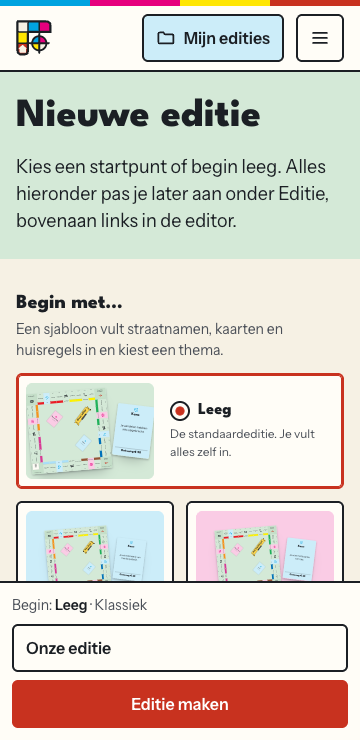 Mijn edities
Nieuwe editie
Kies een startpunt of begin leeg. Alles
hieronder pas je later aan onder Editie,
bovenaan links in de editor.
Begin met...
Een sjabloon vult straatnamen, kaarten en
huisregels in en kiest een thema.
Leeg
De standaardeditie. Je vult
alles zelf in.
Begin: Leeg · Klassiek
Onze editie
Editie maken